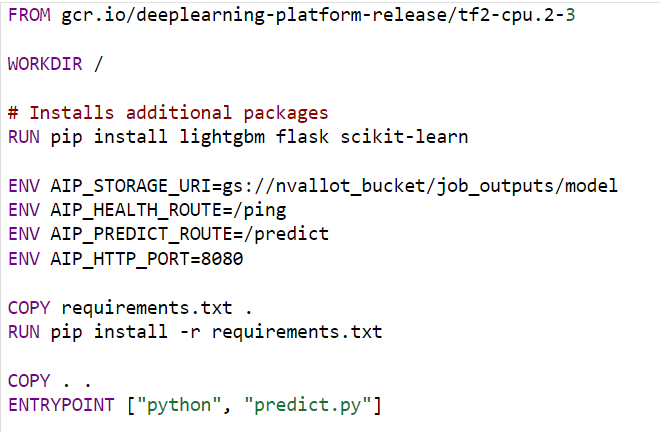 FROM gcr.io/deeplearning-platform-release/tf2-cpu.2-3
WORKDIR /
# Installs additional packages
RUN pip install lightgbm flask scikit-learn
ENV AIP_STORAGE_URI=gs://nvallot_bucket/job_outputs/model
ENV AIP_HEALTH_ROUTE=/ping
ENV AIP_PREDICT_ROUTE=/predict
ENV AIP_HTTP_PORT=8080
COPY requirements.txt .
RUN pip install -r requirements.txt
COPY . .
ENTRYPOINT ["python", "predict.py"]